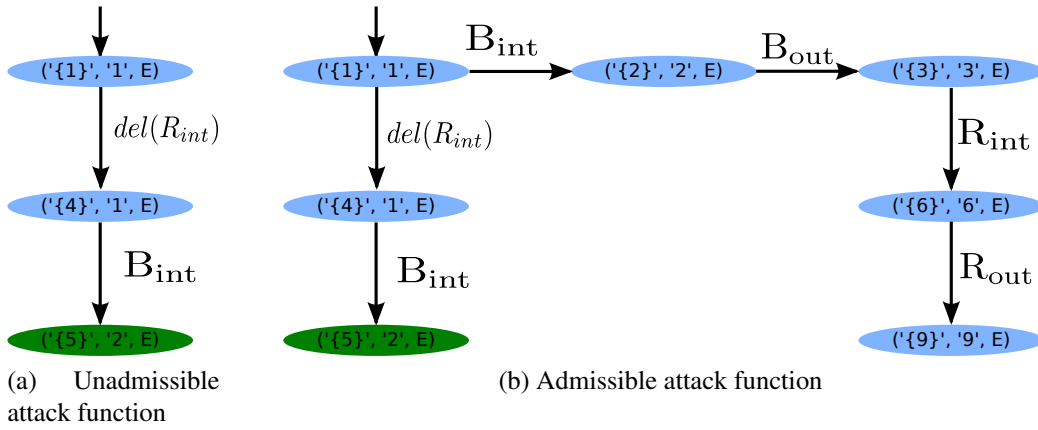 ('{1}', '1', E)
del(R_int)
('{4}', '1', E)
B_int
('{5}', '2', E)
(a) Unadmissible
attack function
('{1}', '1', E)
B_int
('{2}', '2', E)
B_out
('{3}', '3', E)
del(R_int)
R_int
('{4}', '1', E)
('{6}', '6', E)
B_int
R_out
('{5}', '2', E)
('{9}', '9', E)
(b) Admissible attack function